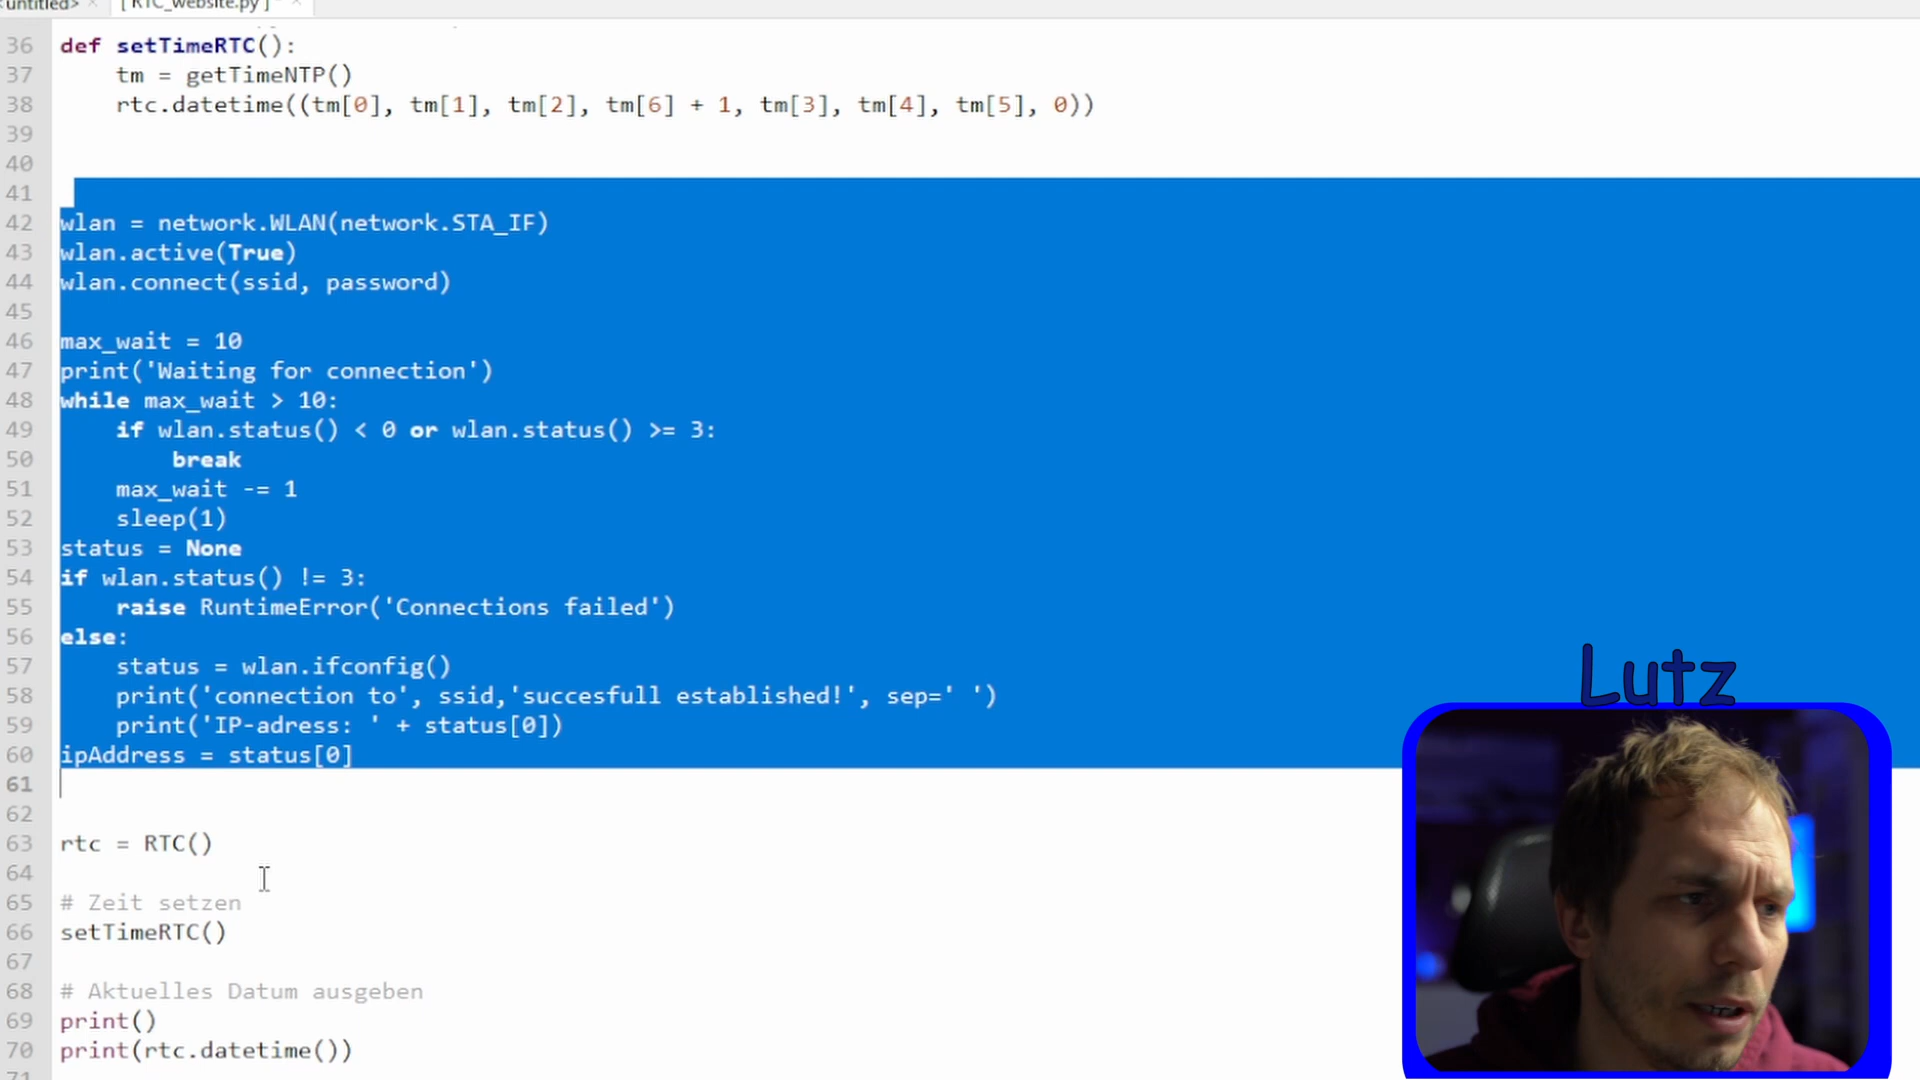 <untitled> × [ RTC_website.py ] * ×
36 def setTimeRTC():
37 tm = getTimeNTP()
38 rtc.datetime((tm[0], tm[1], tm[2], tm[6] + 1, tm[3], tm[4], tm[5], 0))
39
40
41
42 wlan = network.WLAN(network.STA_IF)
43 wlan.active(True)
44 wlan.connect(ssid, password)
45
46 max_wait = 10
47 print('Waiting for connection')
48 while max_wait > 10:
49 if wlan.status() < 0 or wlan.status() >= 3:
50 break
51 max_wait -= 1
52 sleep(1)
53 status = None
54 if wlan.status() != 3:
55 raise RuntimeError('Connections failed')
56 else:
57 status = wlan.ifconfig()
58 print('connection to', ssid,'succesfull established!', sep=' ')
59 print('IP-adress: ' + status[0])
60 ipAddress = status[0]
61
62
63 rtc = RTC()
64
65 # Zeit setzen
66 setTimeRTC()
67
68 # Aktuelles Datum ausgeben
69 print()
70 print(rtc.datetime())
71
Lutz